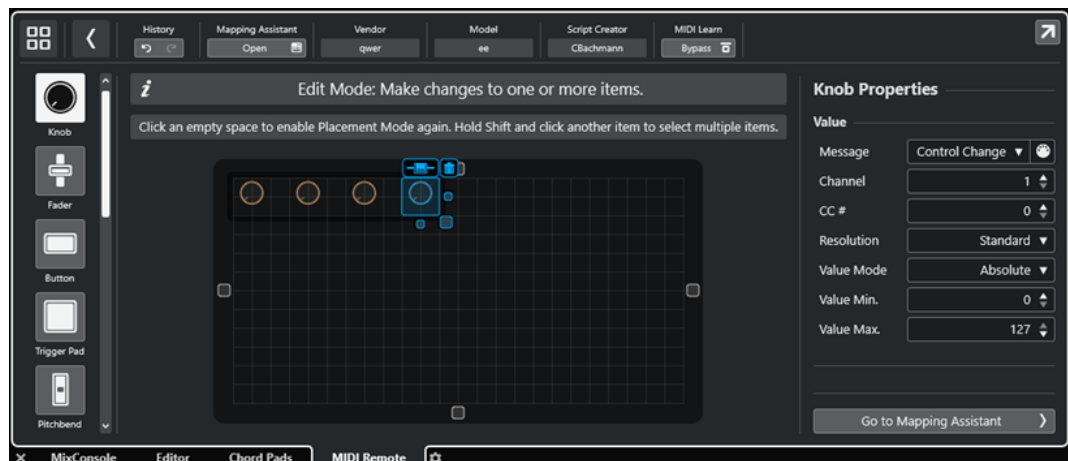 History Mapping Assistant Vendor Model Script Creator MIDI Learn
Open qwer ee CBachmann Bypass
i Edit Mode: Make changes to one or more items.
Click an empty space to enable Placement Mode again. Hold Shift and click another item to select multiple items.
Knob
Fader
Button
Trigger Pad
Pitchbend
Knob Properties
Value
Message Control Change
Channel 1
CC # 0
Resolution Standard
Value Mode Absolute
Value Min. 0
Value Max. 127
Go to Mapping Assistant
MixConsole Editor Chord Pads MIDI Remote